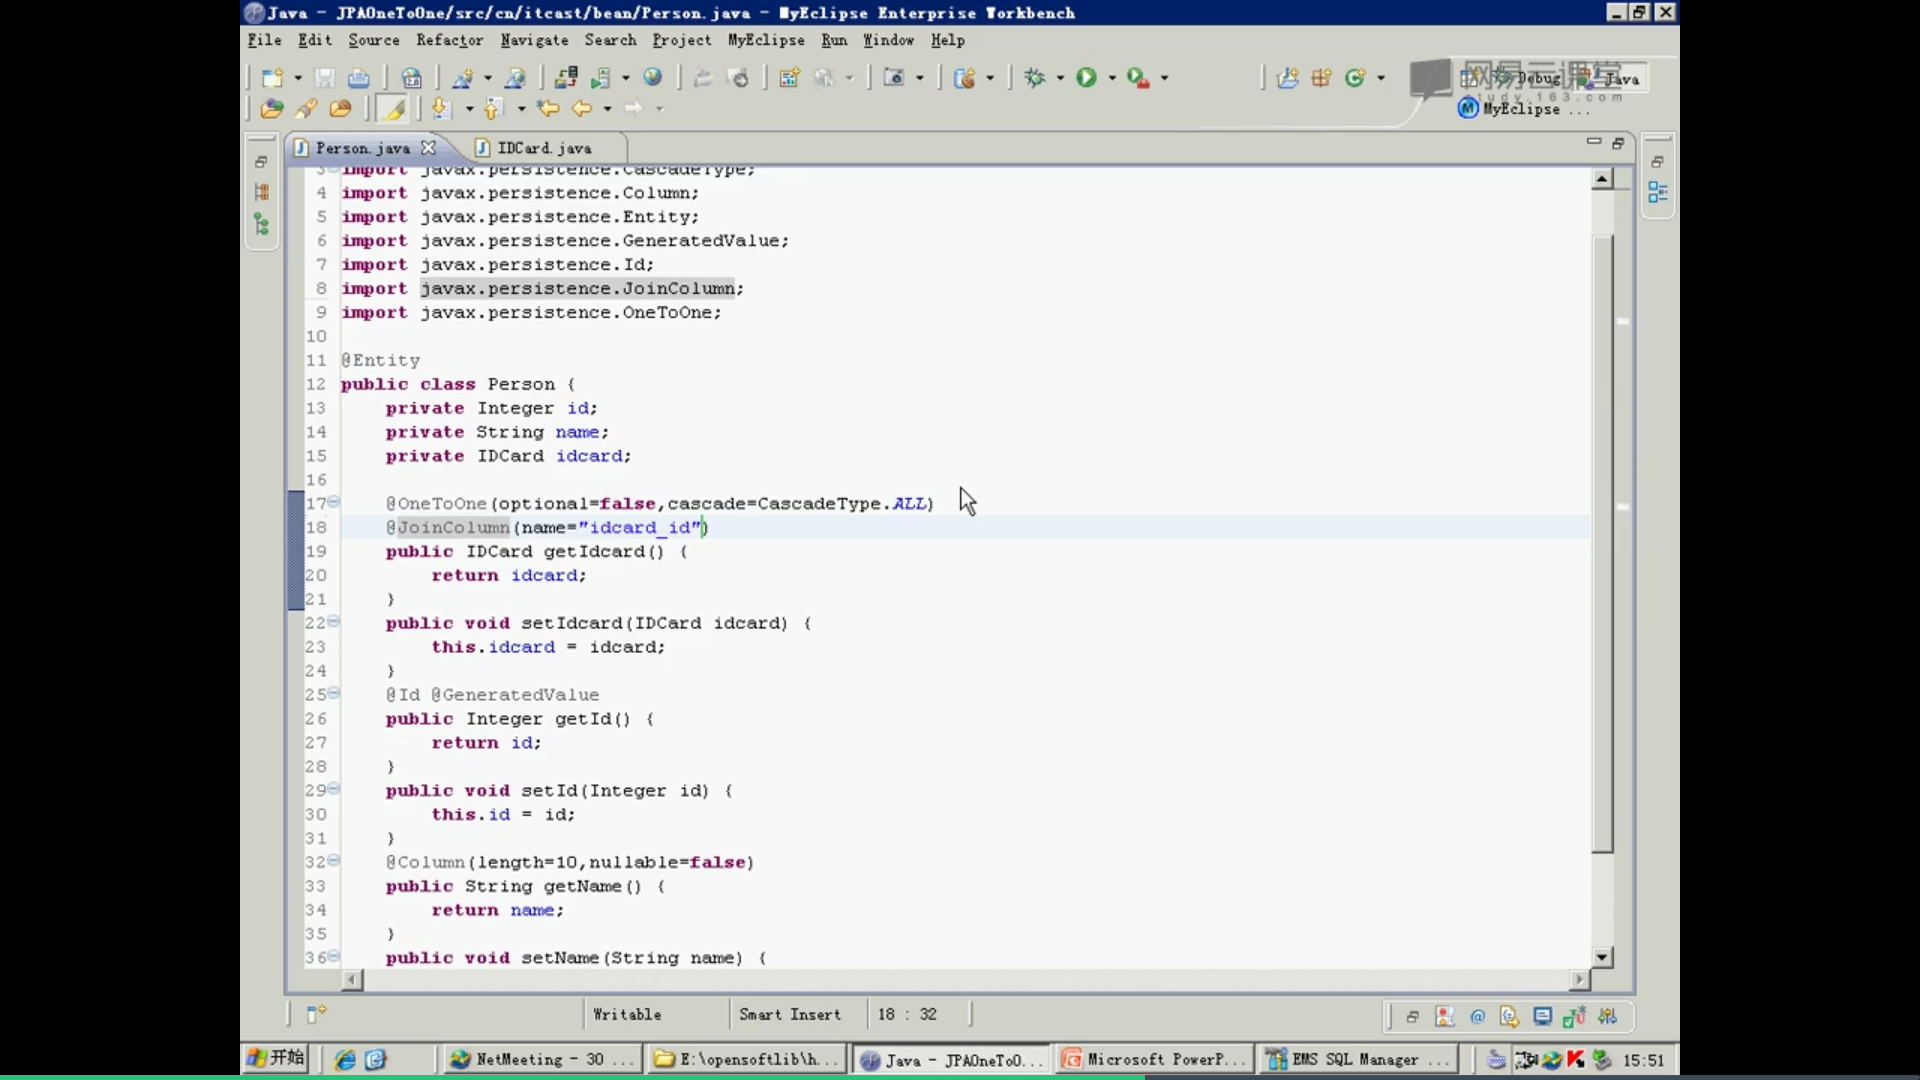 Java - JPAOneToOne/src/cn/itcast/bean/Person.java - MyEclipse Enterprise Workbench
File Edit Source Refactor Navigate Search Project MyEclipse Run Window Help
网易云课堂
Debug
Java
study.163.com
MyEclipse ...
Person.java
IDCard.java
3 import javax.persistence.CascadeType;
4 import javax.persistence.Column;
5 import javax.persistence.Entity;
6 import javax.persistence.GeneratedValue;
7 import javax.persistence.Id;
8 import javax.persistence.JoinColumn;
9 import javax.persistence.OneToOne;
10
11 @Entity
12 public class Person {
13 private Integer id;
14 private String name;
15 private IDCard idcard;
16
17 @OneToOne(optional=false,cascade=CascadeType.ALL)
18 @JoinColumn(name="idcard_id")
19 public IDCard getIdcard() {
20 return idcard;
21 }
22 public void setIdcard(IDCard idcard) {
23 this.idcard = idcard;
24 }
25 @Id @GeneratedValue
26 public Integer getId() {
27 return id;
28 }
29 public void setId(Integer id) {
30 this.id = id;
31 }
32 @Column(length=10,nullable=false)
33 public String getName() {
34 return name;
35 }
36 public void setName(String name) {
Writable Smart Insert 18 : 32
开始 NetMeeting - 30 ... E:\opensoftlib\h... Java - JPAOneToO... Microsoft PowerP... EMS SQL Manager ... 15:51